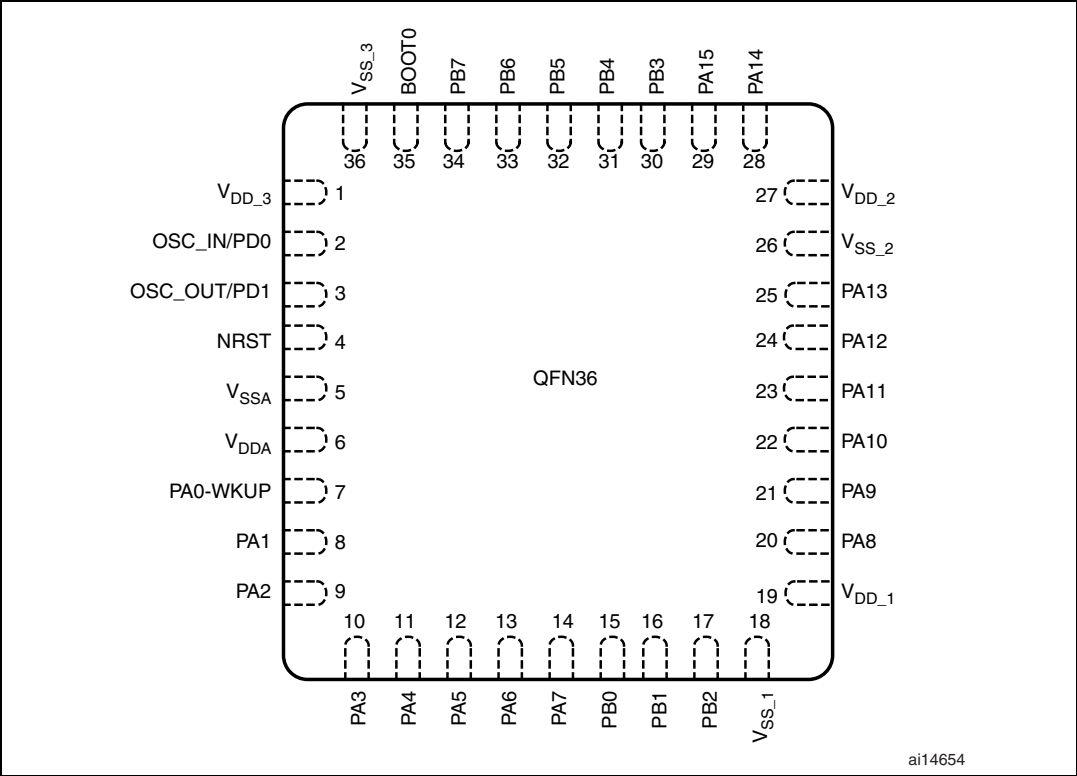 VSS_3 BOOT0 PB7 PB6 PB5 PB4 PB3 PA15 PA14
36 35 34 33 32 31 30 29 28
VDD_3 1 27 VDD_2
OSC_IN/PD0 2 26 VSS_2
OSC_OUT/PD1 3 25 PA13
NRST 4 24 PA12
QFN36
VSSA 5 23 PA11
VDDA 6 22 PA10
PA0-WKUP 7 21 PA9
PA1 8 20 PA8
PA2 9 19 VDD_1
10 11 12 13 14 15 16 17 18
PA3 PA4 PA5 PA6 PA7 PB0 PB1 PB2 VSS_1
ai14654